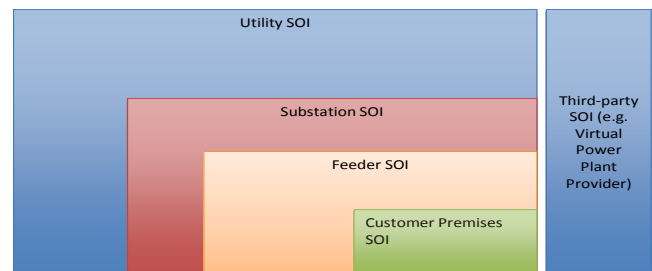 Utility SOI
Substation SOI
Feeder SOI
Customer Premises
SOI
Third-party
SOI (e.g.
Virtual
Power
Plant
Provider)